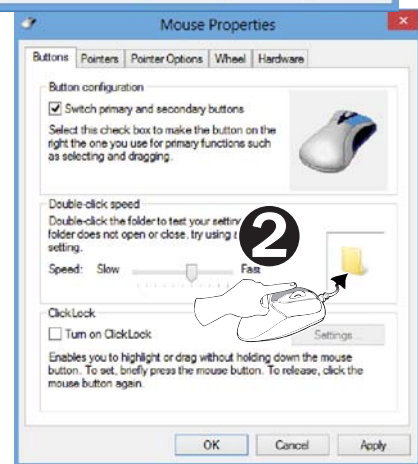 Mouse Properties
Buttons Pointers Pointer Options Wheel Hardware
Button configuration
Switch primary and secondary buttons
Select this check box to make the button on the
right the one you use for primary functions such
as selecting and dragging.
Double-click speed
Double-click the folder to test your
folder does not open or close, try using
setting.
2
Speed: Slow Fast
ClickLock
Turn on ClickLock
Settings...
Enables you to highlight or drag without holding down the mouse
button. To set, briefly press the mouse button. To release, click the
mouse button again.
OK Cancel Apply